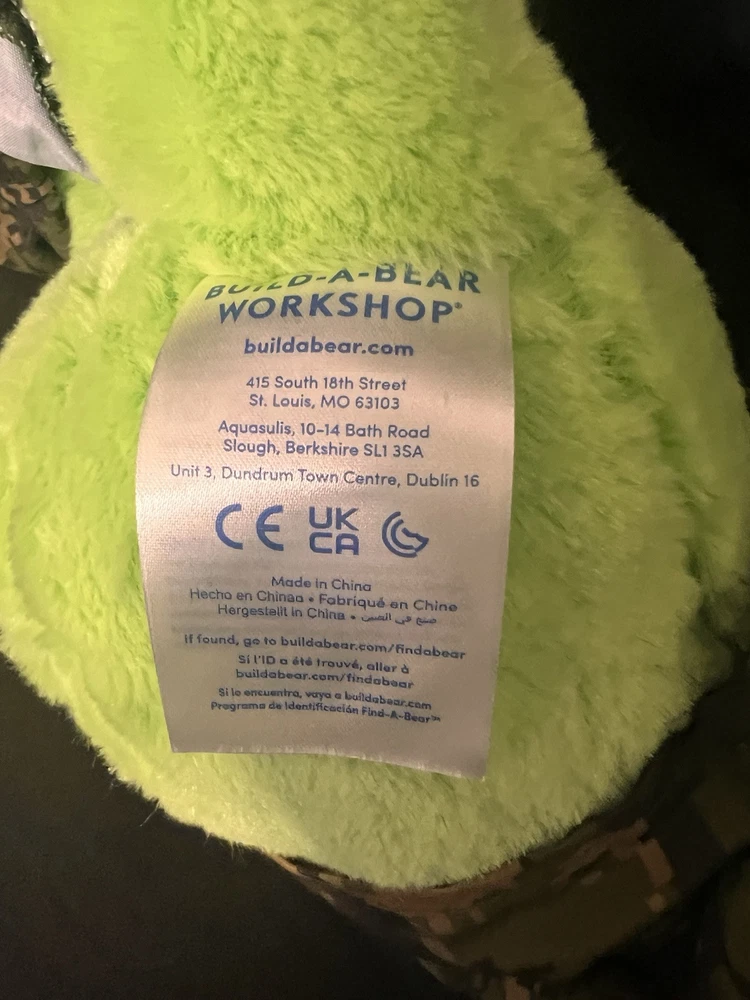 BUILD-A-BEAR
WORKSHOP®
buildabear.com
415 South 18th Street
St. Louis, MO 63103
Aquasulis, 10-14 Bath Road
Slough, Berkshire SL1 3SA
Unit 3, Dundrum Town Centre, Dublin 16
CE UK
CA
Made in China
Hecho en Chinaa • Fabriqué en Chine
Hergestellt in China • صنع في الصين
If found, go to buildabear.com/findabear
Si l'ID a été trouvé, aller à
buildabear.com/findabear
Si lo encuentra, vaya a buildabear.com
Programa de Identificación Find-A-Bear™